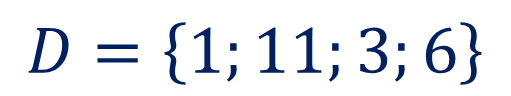 D = {1; 11; 3; 6}